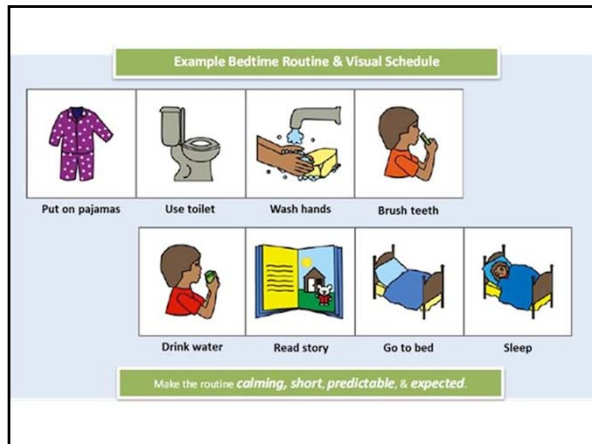 Example Bedtime Routine & Visual Schedule
Put on pajamas
Use toilet
Wash hands
Brush teeth
Drink water
Read story
Go to bed
Sleep
Make the routine calming, short, predictable, & expected.